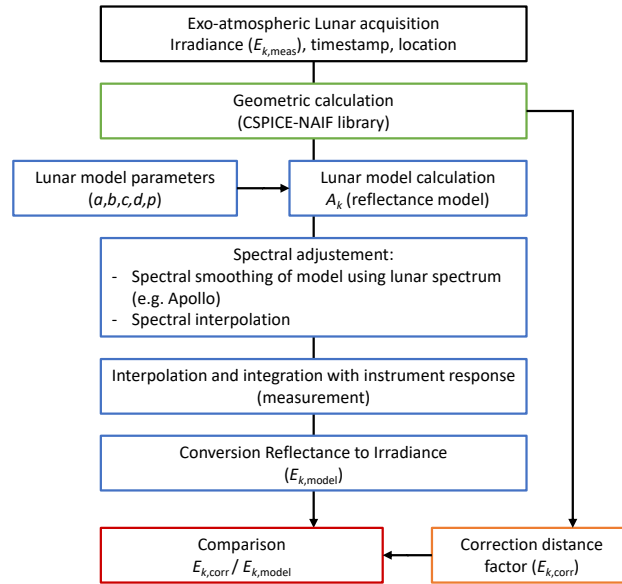 Exo-atmospheric Lunar acquisition
Irradiance (Ek,meas), timestamp, location
Geometric calculation
(CSPICE-NAIF library)
Lunar model parameters
(a,b,c,d,p)
Lunar model calculation
Ak (reflectance model)
Spectral adjustement:
- Spectral smoothing of model using lunar spectrum
(e.g. Apollo)
- Spectral interpolation
Interpolation and integration with instrument response
(measurement)
Conversion Reflectance to Irradiance
(Ek,model)
Comparison
Ek,corr / Ek,model
Correction distance
factor (Ek,corr)